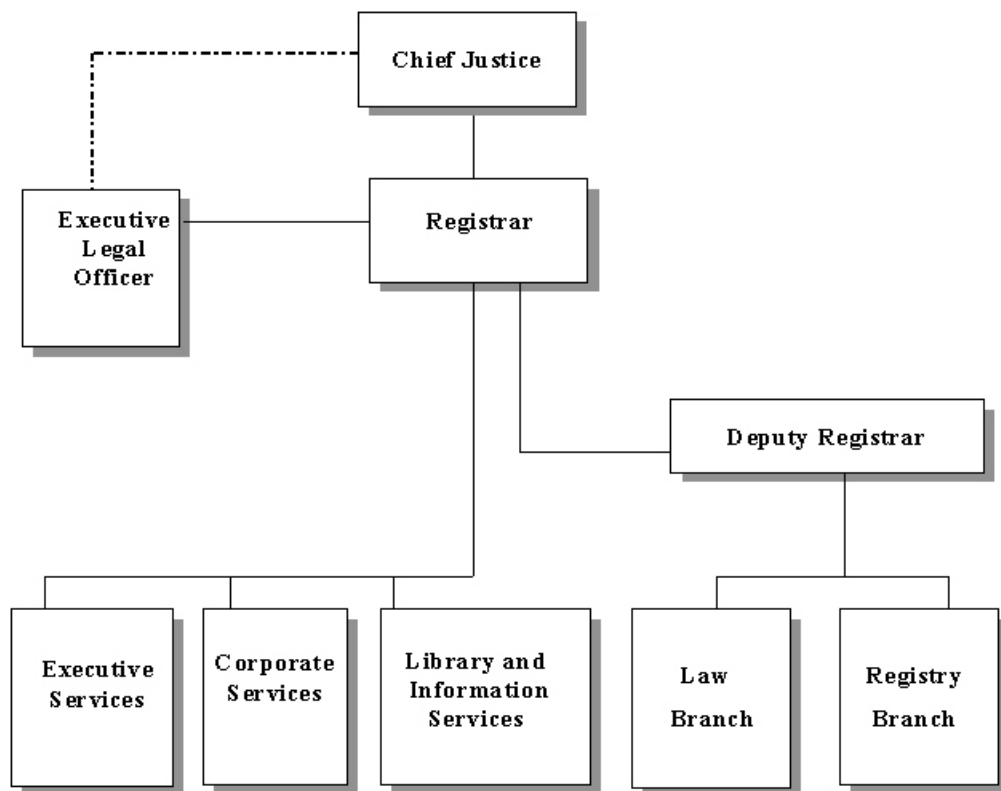 Chief Justice
Executive
Legal
Officer
Registrar
Deputy Registrar
Executive
Services
Corporate
Services
Library and
Information
Services
Law
Branch
Registry
Branch